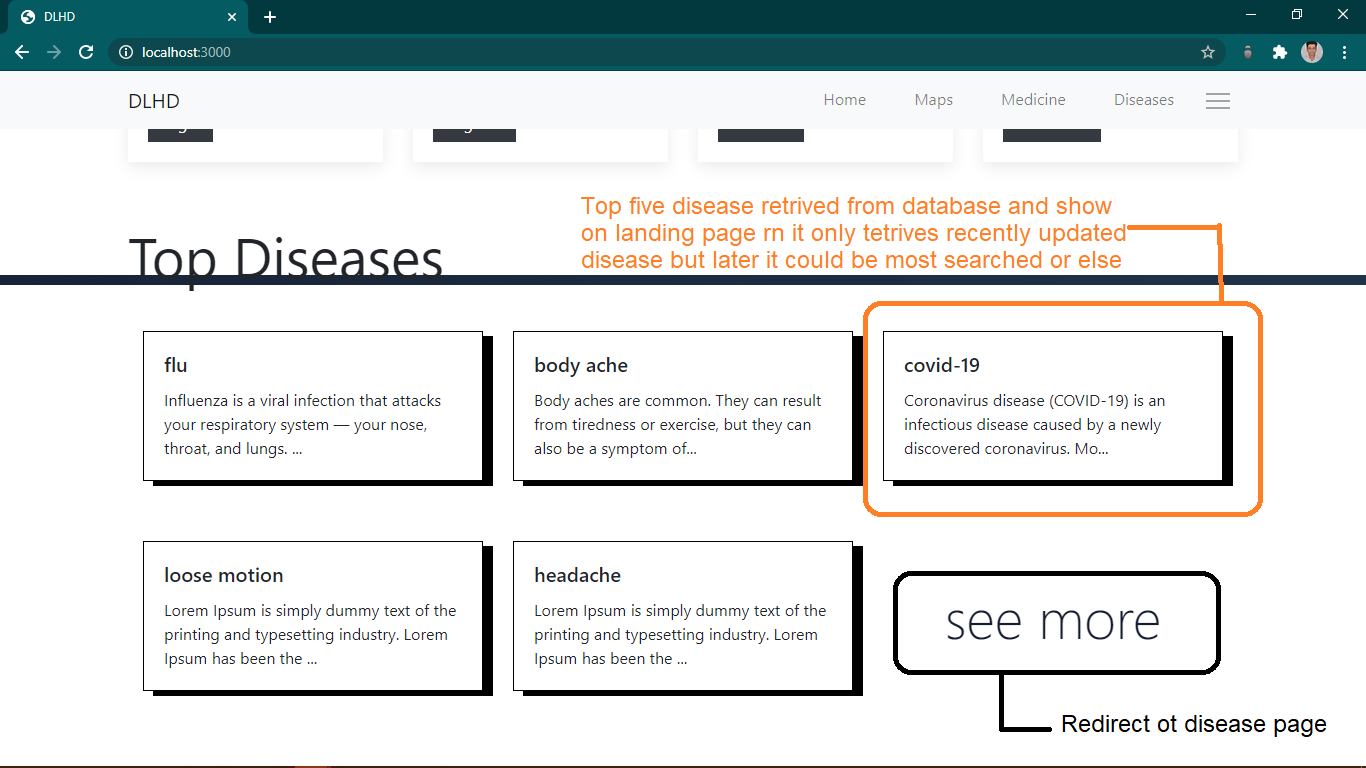 DLHD
localhost:3000
DLHD Home Maps Medicine Diseases
Top five disease retrived from database and show
on landing page rn it only tetrives recently updated
disease but later it could be most searched or else
Top Diseases
flu
Influenza is a viral infection that attacks
your respiratory system — your nose,
throat, and lungs. ...
body ache
Body aches are common. They can result
from tiredness or exercise, but they can
also be a symptom of...
covid-19
Coronavirus disease (COVID-19) is an
infectious disease caused by a newly
discovered coronavirus. Mo...
loose motion
Lorem Ipsum is simply dummy text of the
printing and typesetting industry. Lorem
Ipsum has been the ...
headache
Lorem Ipsum is simply dummy text of the
printing and typesetting industry. Lorem
Ipsum has been the ...
see more
Redirect ot disease page